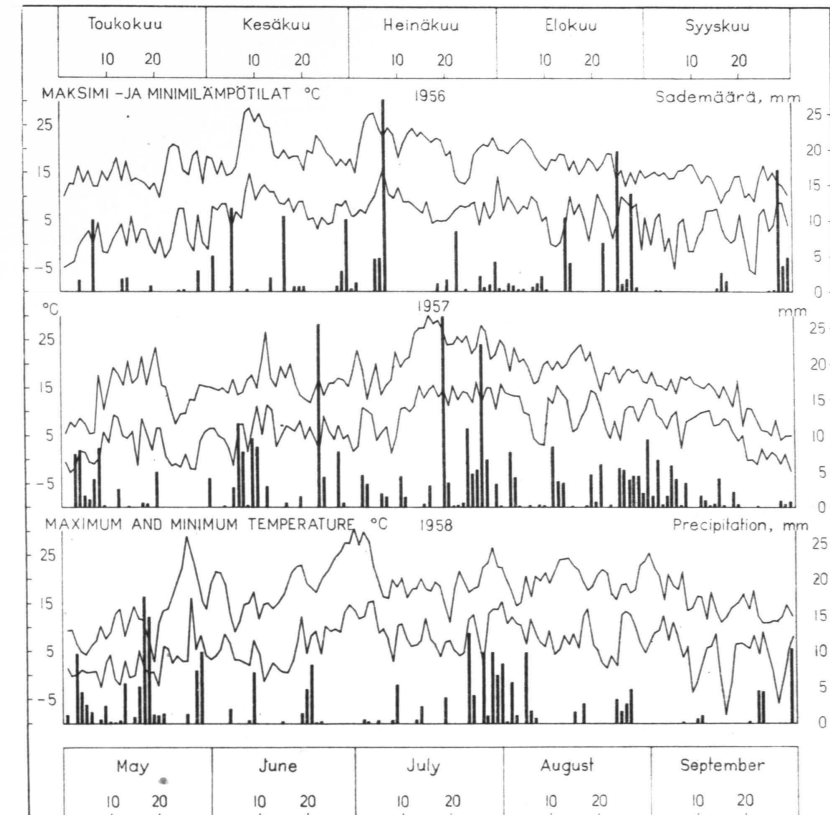 Toukokuu Kesäkuu Heinäkuu Elokuu Syyskuu
10 20 10 20 10 20 10 20 10 20
MAKSIMI -JA MINIMILÄMPÖTILAT °C 1956 Sademäärä, mm
25 25
20
15 15
10
5 5
-5 0
°C 1957 mm
25 25
20
15 15
10
5 5
-5 0
MAXIMUM AND MINIMUM TEMPERATURE °C 1958 Precipitation, mm
25 25
20
15 15
10
5 5
-5 0
May June July August September
10 20 10 20 10 20 10 20 10 20